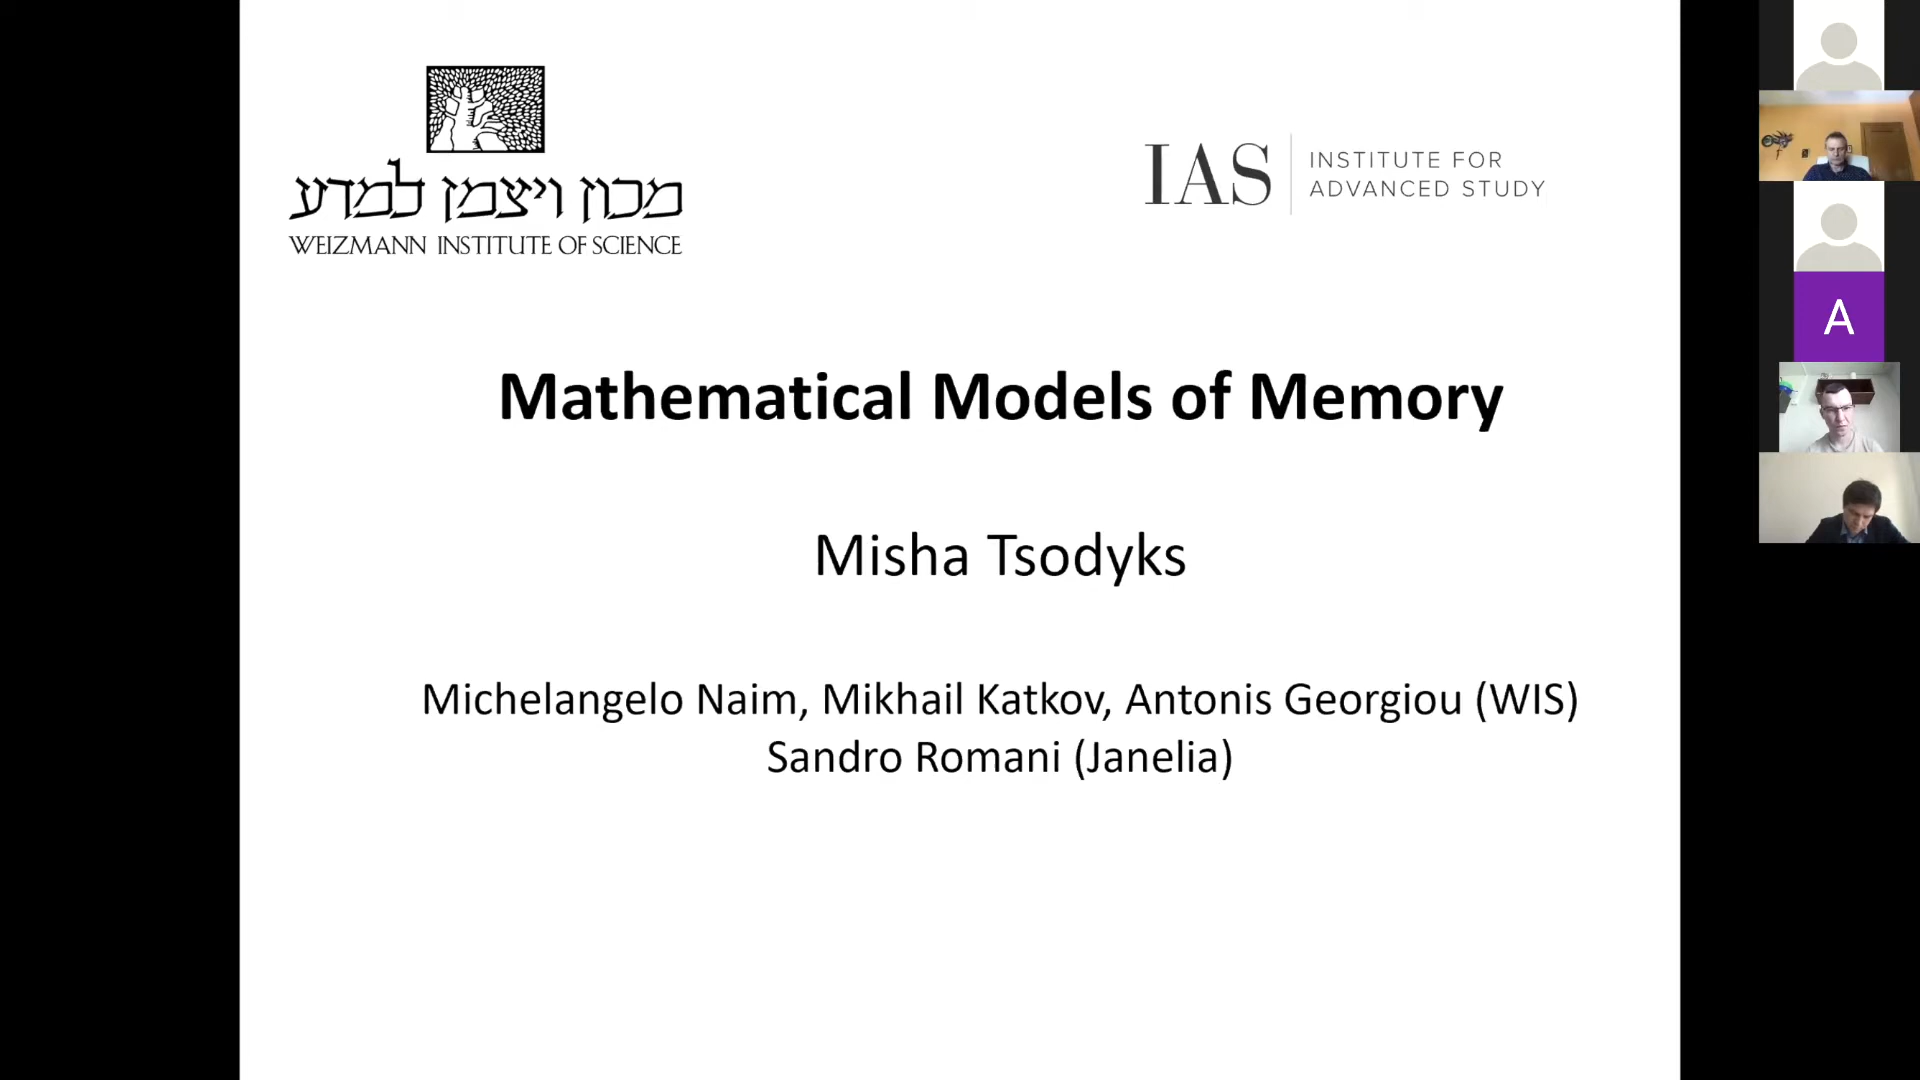 מכון ויצמן למדע
WEIZMANN INSTITUTE OF SCIENCE
IAS
INSTITUTE FOR
ADVANCED STUDY
Mathematical Models of Memory
Misha Tsodyks
Michelangelo Naim, Mikhail Katkov, Antonis Georgiou (WIS)
Sandro Romani (Janelia)
A